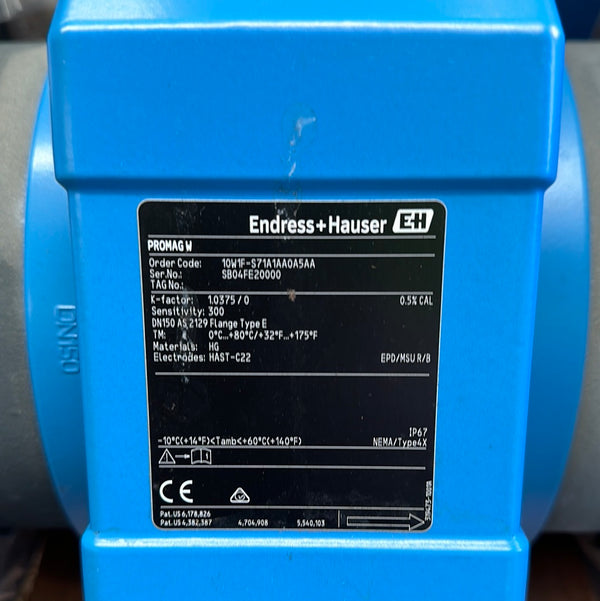 Endress+Hauser E+H
PROMAG W
Order Code: 10W1F-S71A1AA0A5AA
Ser.No.: SB04FE20000
TAG No.:
K-factor: 1.0375/0 0.5% CAL
Sensitivity: 300
DN150 AS 2129 Flange Type E
TM: 0°C...+80°C/+32°F...+175°F
Materials: HG
Electrodes: HAST-C22 EPD/MSU R/B
IP67
-10°C(+14°F)<Tamb<+60°C(+140°F) NEMA/Type4X
CE
Pat. US 6,178,826
Pat. US 4,382,387 4,704,908 5,540,103
319473-1001A
DN150